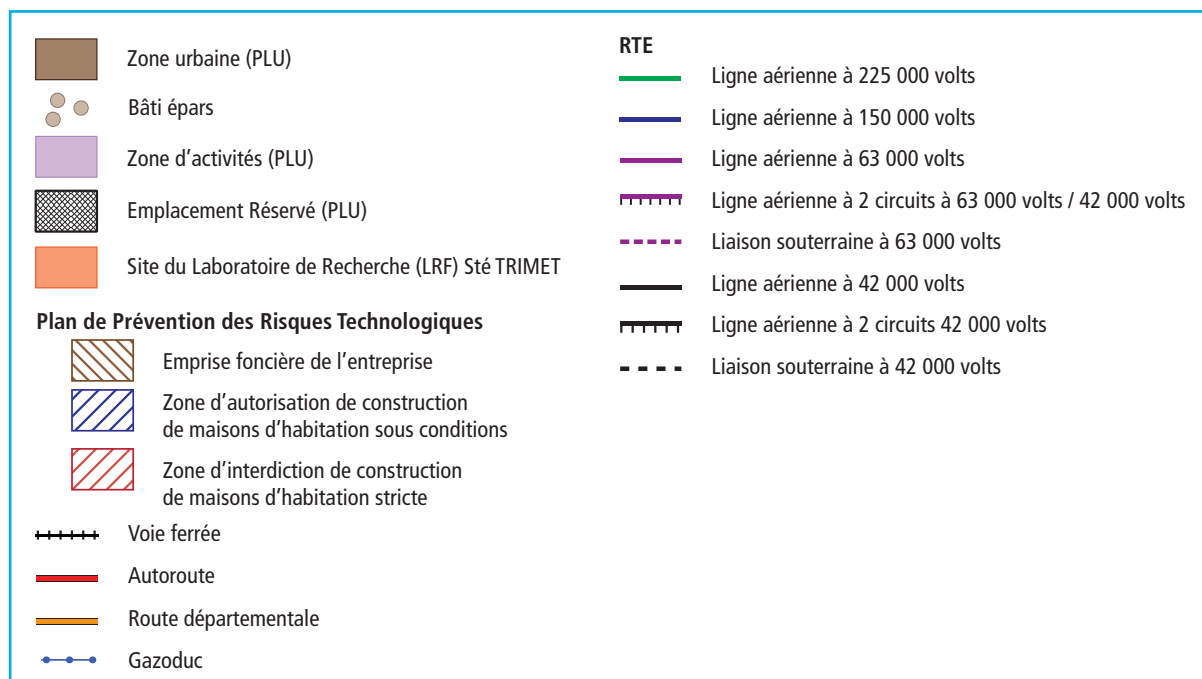 Zone urbaine (PLU)
Bâti épars
Zone d'activités (PLU)
Emplacement Réservé (PLU)
Site du Laboratoire de Recherche (LRF) Sté TRIMET
Plan de Prévention des Risques Technologiques
Emprise foncière de l'entreprise
Zone d'autorisation de construction
de maisons d'habitation sous conditions
Zone d'interdiction de construction
de maisons d'habitation stricte
Voie ferrée
Autoroute
Route départementale
Gazoduc
RTE
Ligne aérienne à 225 000 volts
Ligne aérienne à 150 000 volts
Ligne aérienne à 63 000 volts
Ligne aérienne à 2 circuits à 63 000 volts / 42 000 volts
Liaison souterraine à 63 000 volts
Ligne aérienne à 42 000 volts
Ligne aérienne à 2 circuits 42 000 volts
Liaison souterraine à 42 000 volts